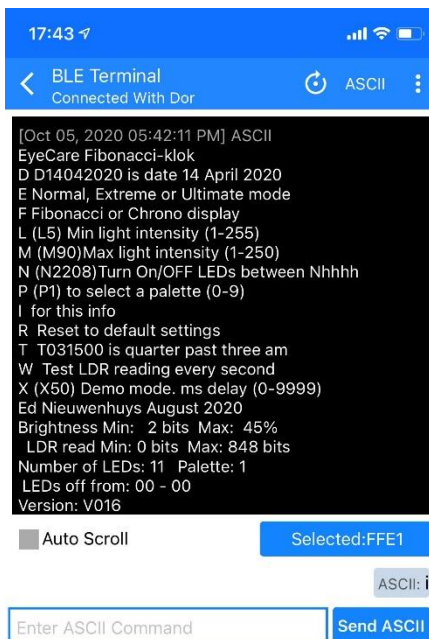 17:43
BLE Terminal
Connected With Dor
ASCII
[Oct 05, 2020 05:42:11 PM] ASCII
EyeCare Fibonacci-klok
D D14042020 is date 14 April 2020
E Normal, Extreme or Ultimate mode
F Fibonacci or Chrono display
L (L5) Min light intensity (1-255)
M (M90)Max light intensity (1-250)
N (N2208)Turn On/OFF LEDs between Nhhhh
P (P1) to select a palette (0-9)
I  for this info
R  Reset to default settings
T  T031500 is quarter past three am
W  Test LDR reading every second
X (X50) Demo mode. ms delay (0-9999)
Ed Nieuwenhuys August 2020
Brightness Min:  2 bits  Max:  45%
LDR read Min: 0 bits  Max: 848 bits
Number of LEDs: 11  Palette: 1
LEDs off from: 00 - 00
Version: V016
Auto Scroll
Selected:FFE1
ASCII: i
Enter ASCII Command
Send ASCII